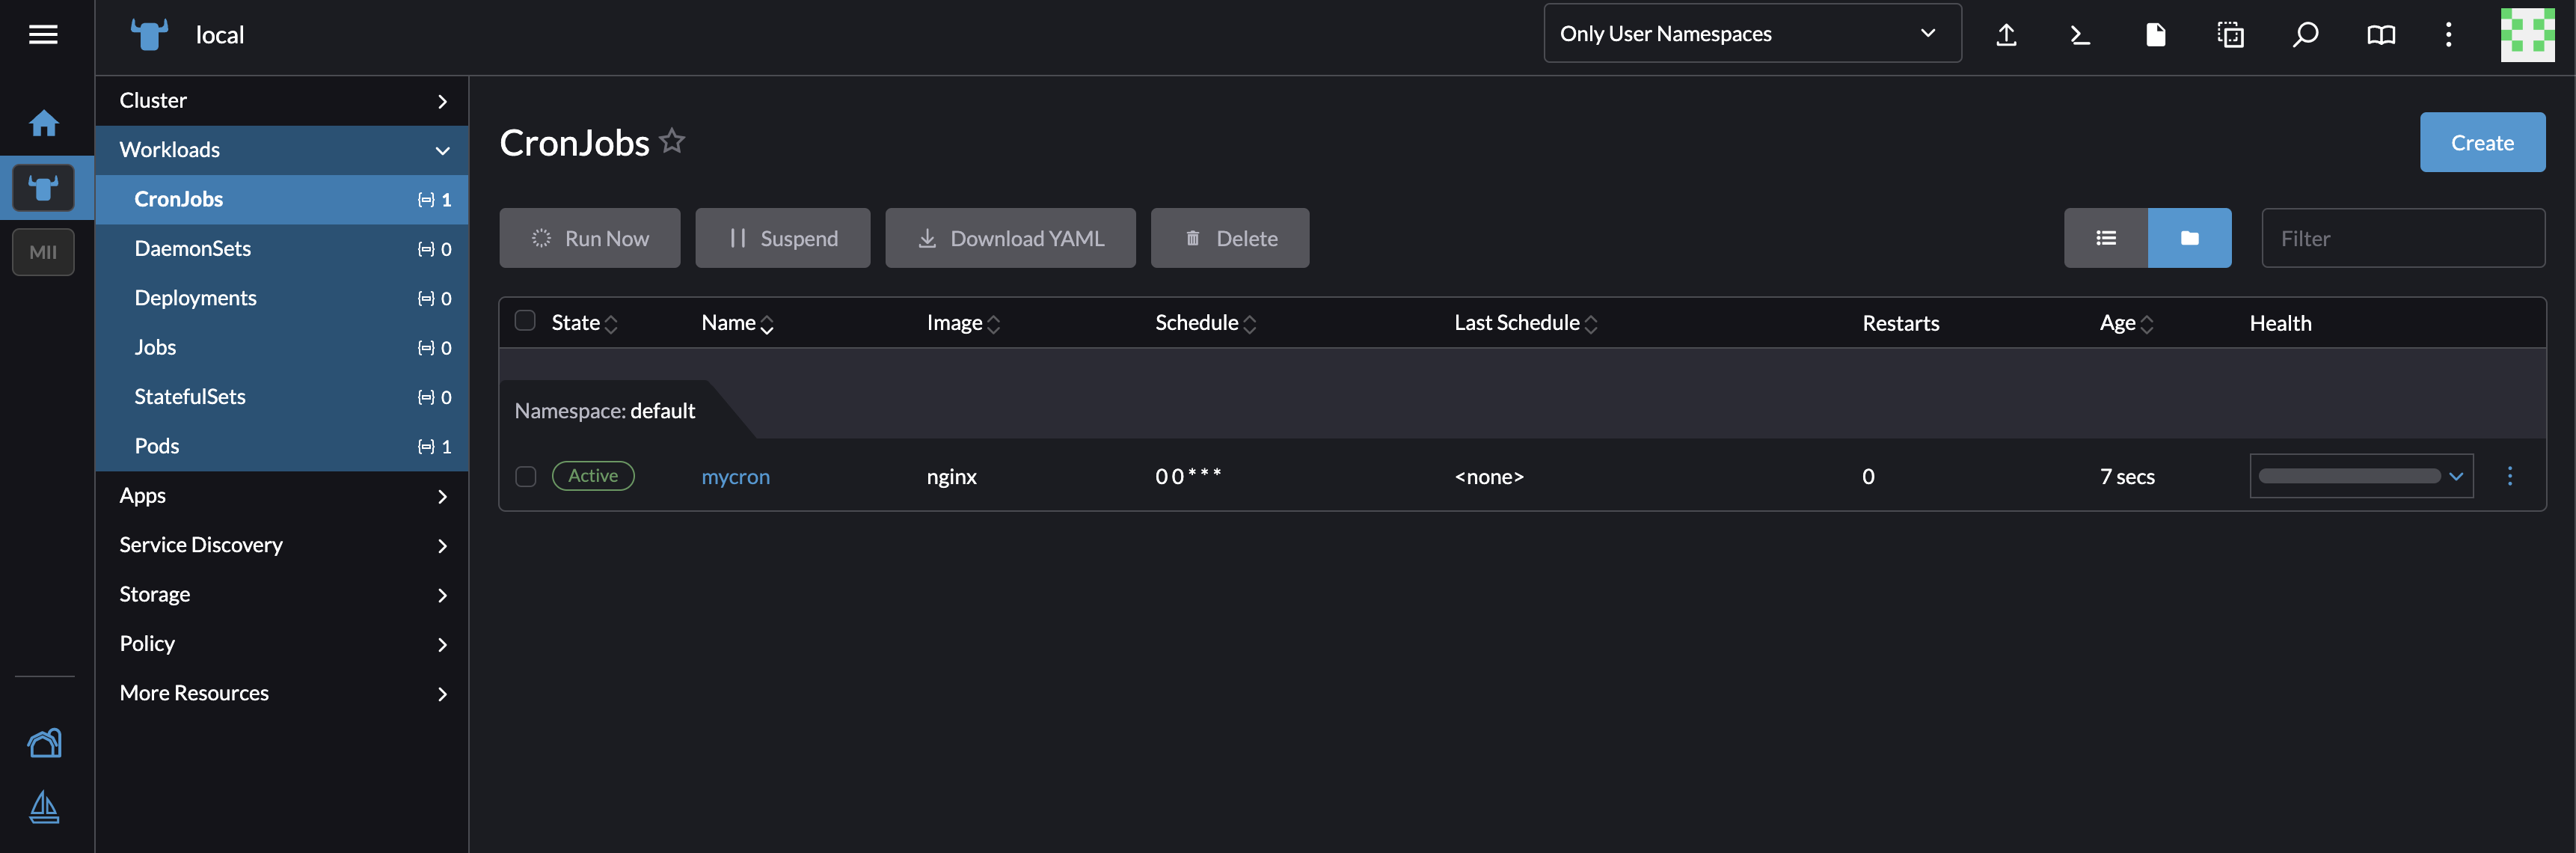 local
Only User Namespaces
MII
Cluster
Workloads
CronJobs 1
DaemonSets 0
Deployments 0
Jobs 0
StatefulSets 0
Pods 1
Apps
Service Discovery
Storage
Policy
More Resources
CronJobs
Create
Run Now Suspend Download YAML Delete
Filter
State Name Image Schedule Last Schedule Restarts Age Health
Namespace: default
Active mycron nginx 0 0 * * * <none> 0 7 secs